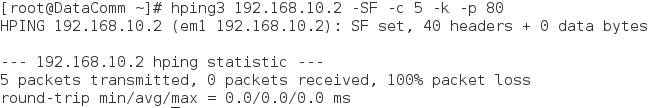 [root@DataComm ~]# hping3 192.168.10.2 -SF -c 5 -k -p 80
HPING 192.168.10.2 (em1 192.168.10.2): SF set, 40 headers + 0 data bytes
--- 192.168.10.2 hping statistic ---
5 packets transmitted, 0 packets received, 100% packet loss
round-trip min/avg/max = 0.0/0.0/0.0 ms